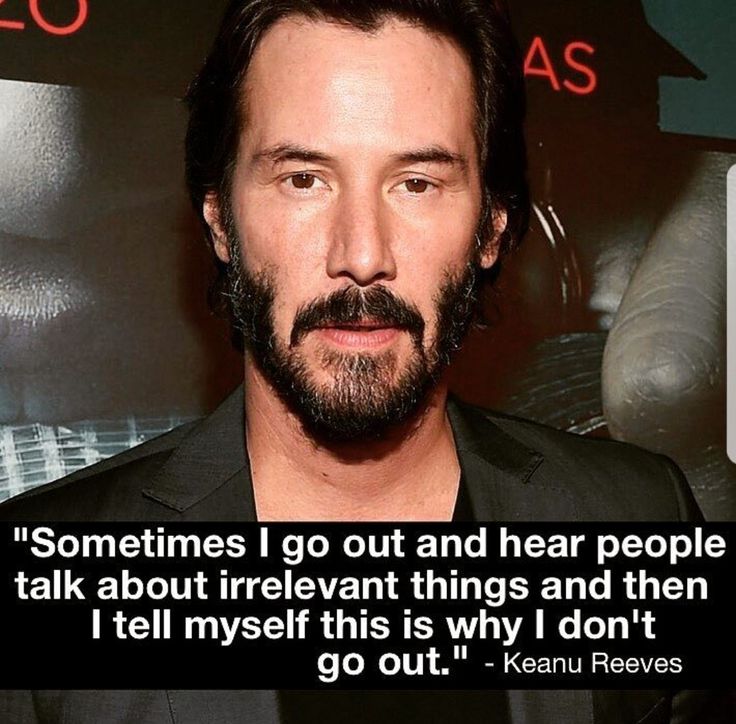 ZO
AS
"Sometimes I go out and hear people
talk about irrelevant things and then
I tell myself this is why I don't
go out." - Keanu Reeves